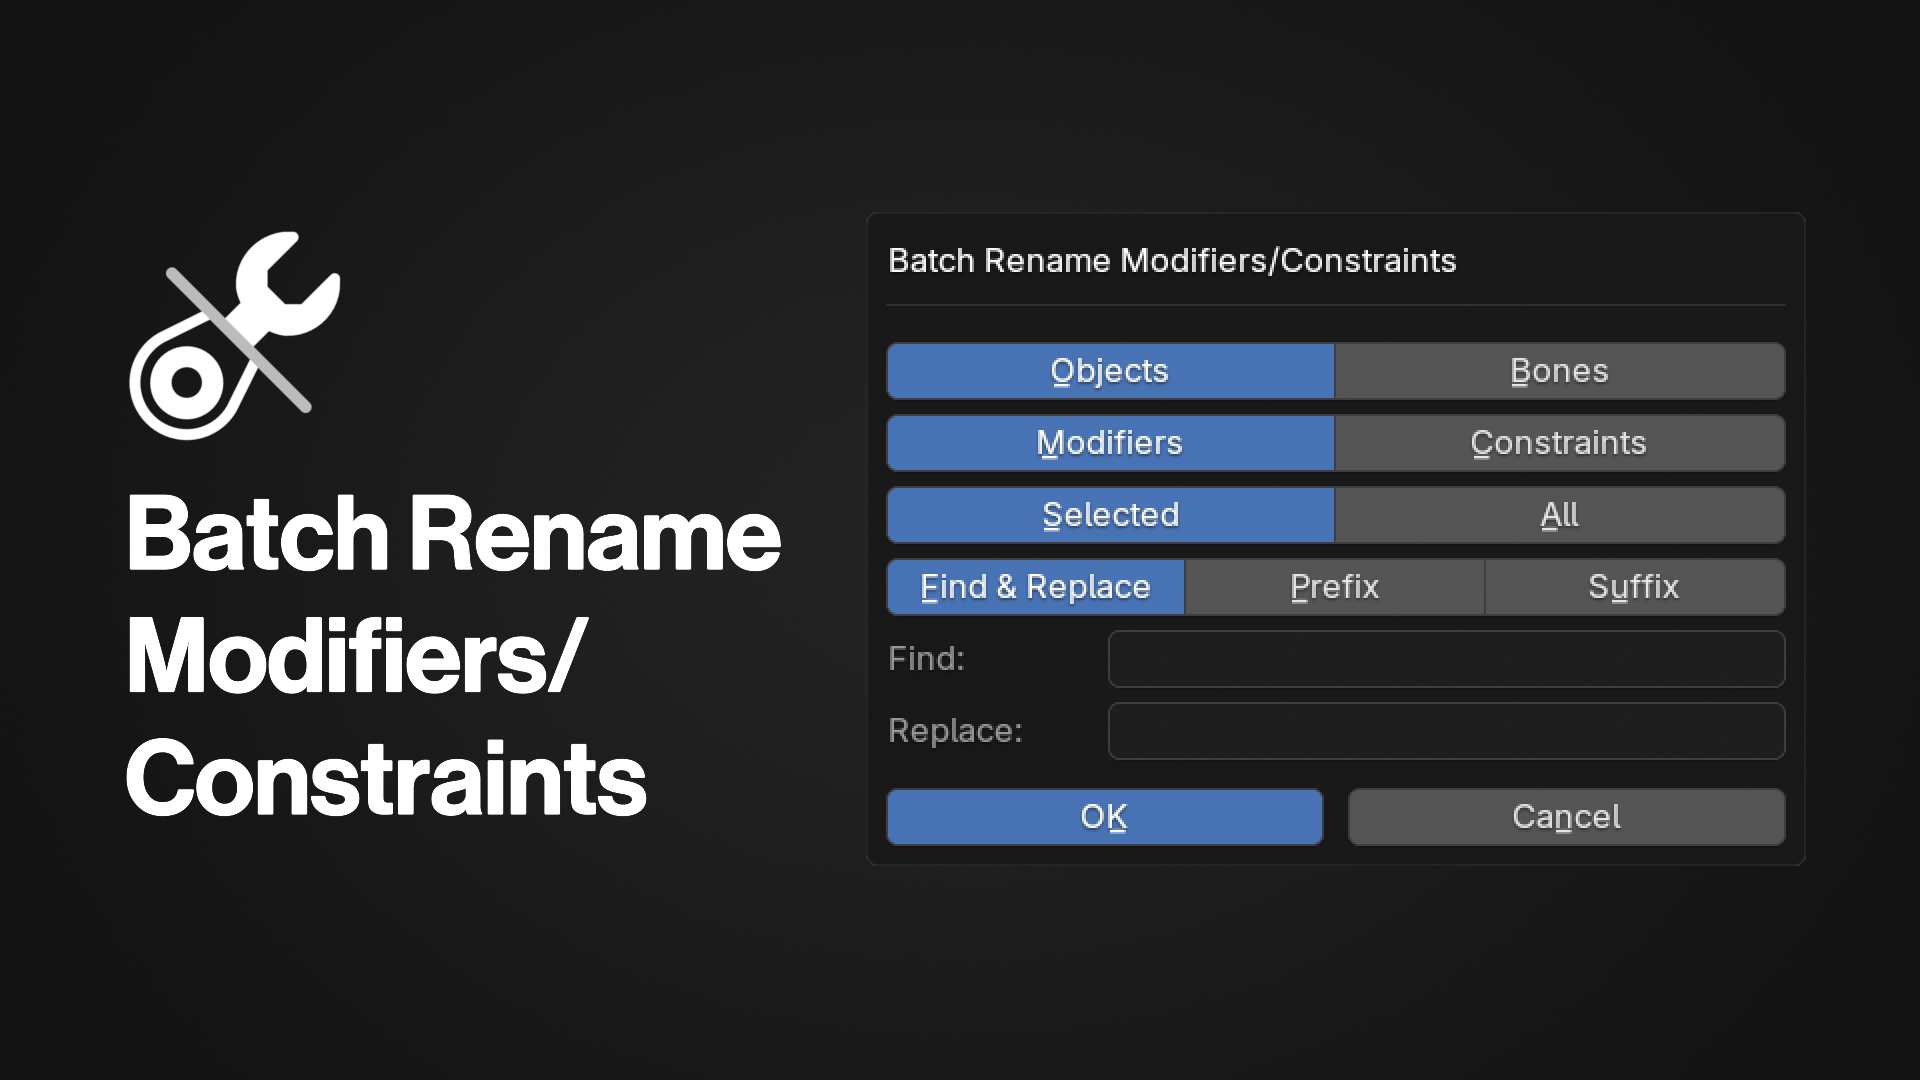 Batch Rename
Modifiers/
Constraints
Batch Rename Modifiers/Constraints
Objects Bones
Modifiers Constraints
Selected All
Find & Replace Prefix Suffix
Find:
Replace:
OK Cancel